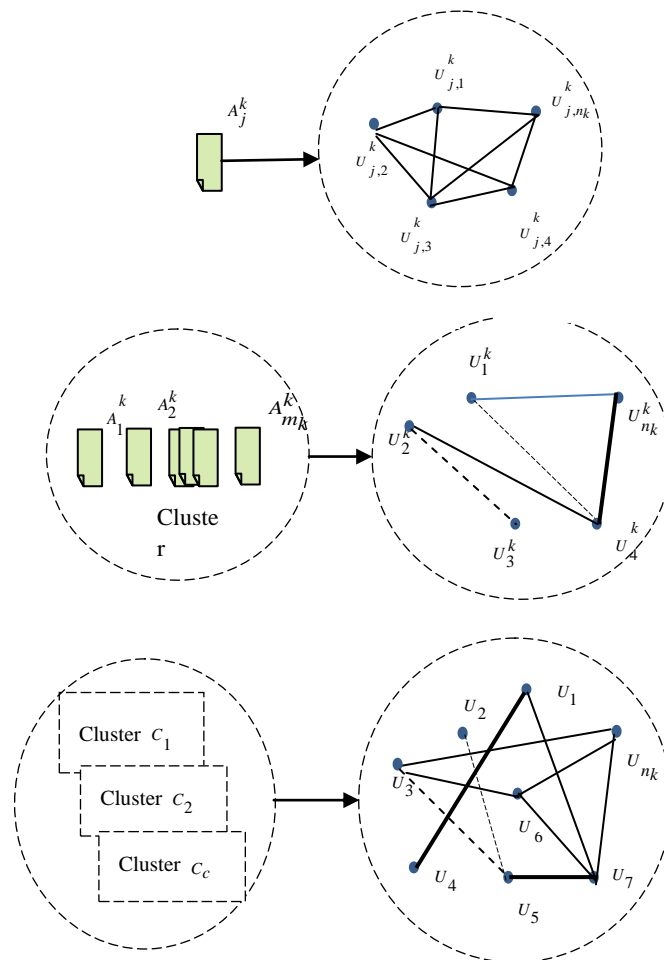 A_j^k
U_{j,1}^k
U_{j,n_k}^k
U_{j,2}^k
U_{j,3}^k
U_{j,4}^k
A_1^k
A_2^k
A_{m_k}^k
Cluste
r
U_1^k
U_{n_k}^k
U_2^k
U_3^k
U_4^k
Cluster C_1
Cluster C_2
Cluster C_c
U_1
U_2
U_{n_k}
U_3
U_6
U_4
U_5
U_7